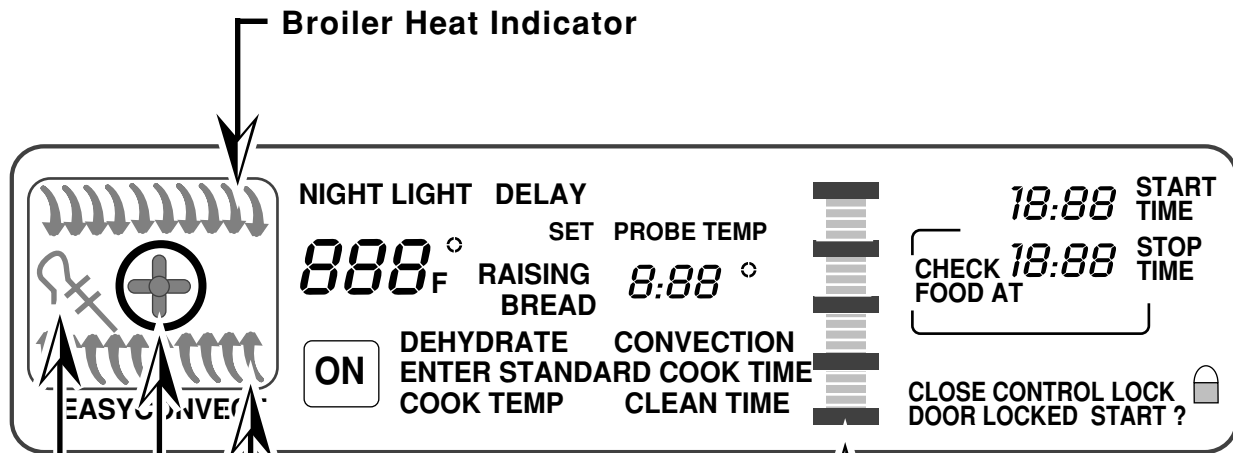 Broiler Heat Indicator
NIGHT LIGHT DELAY
SET PROBE TEMP
888°F
RAISING
BREAD
8:88 °
ON
DEHYDRATE CONVECTION
ENTER STANDARD COOK TIME
COOK TEMP CLEAN TIME
EASY CONVECT
18:88 START
TIME
CHECK
FOOD AT
18:88 STOP
TIME
CLOSE CONTROL LOCK
DOOR LOCKED START ?